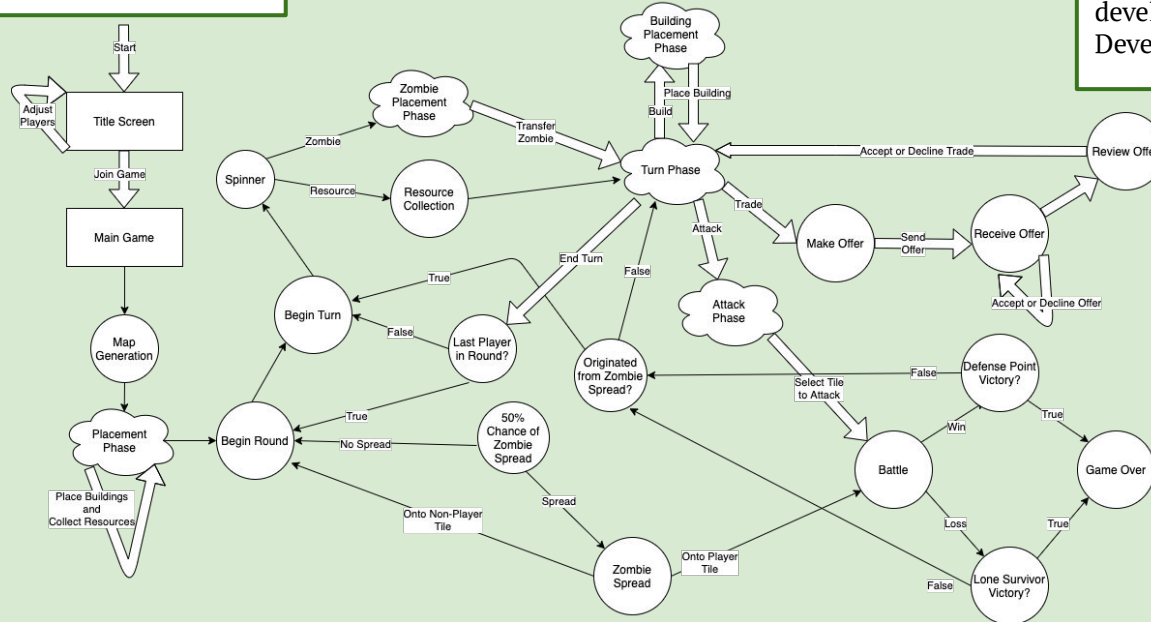 Start
Adjust
Players
Title Screen
Join Game
Main Game
Map
Generation
Placement
Phase
Place Buildings
and
Collect Resources
Begin Round
Begin Turn
Spinner
Zombie
Resource
Zombie
Placement
Phase
Transfer
Zombie
Resource
Collection
Building
Placement
Phase
Build
Place Building
Turn Phase
Accept or Decline Trade
Trade
Attack
End Turn
False
True
False
Last Player
in Round?
True
No Spread
50%
Chance of
Zombie
Spread
Spread
Onto Non-Player
Tile
Zombie
Spread
Onto Player
Tile
Originated
from Zombie
Spread?
Attack
Phase
Select Tile
to Attack
Make Offer
Send
Offer
Receive Offer
Accept or Decline Offer
Review
False
Defense Point
Victory?
Win
True
Battle
Game Over
Loss
True
Lone Survivor
Victory?
False